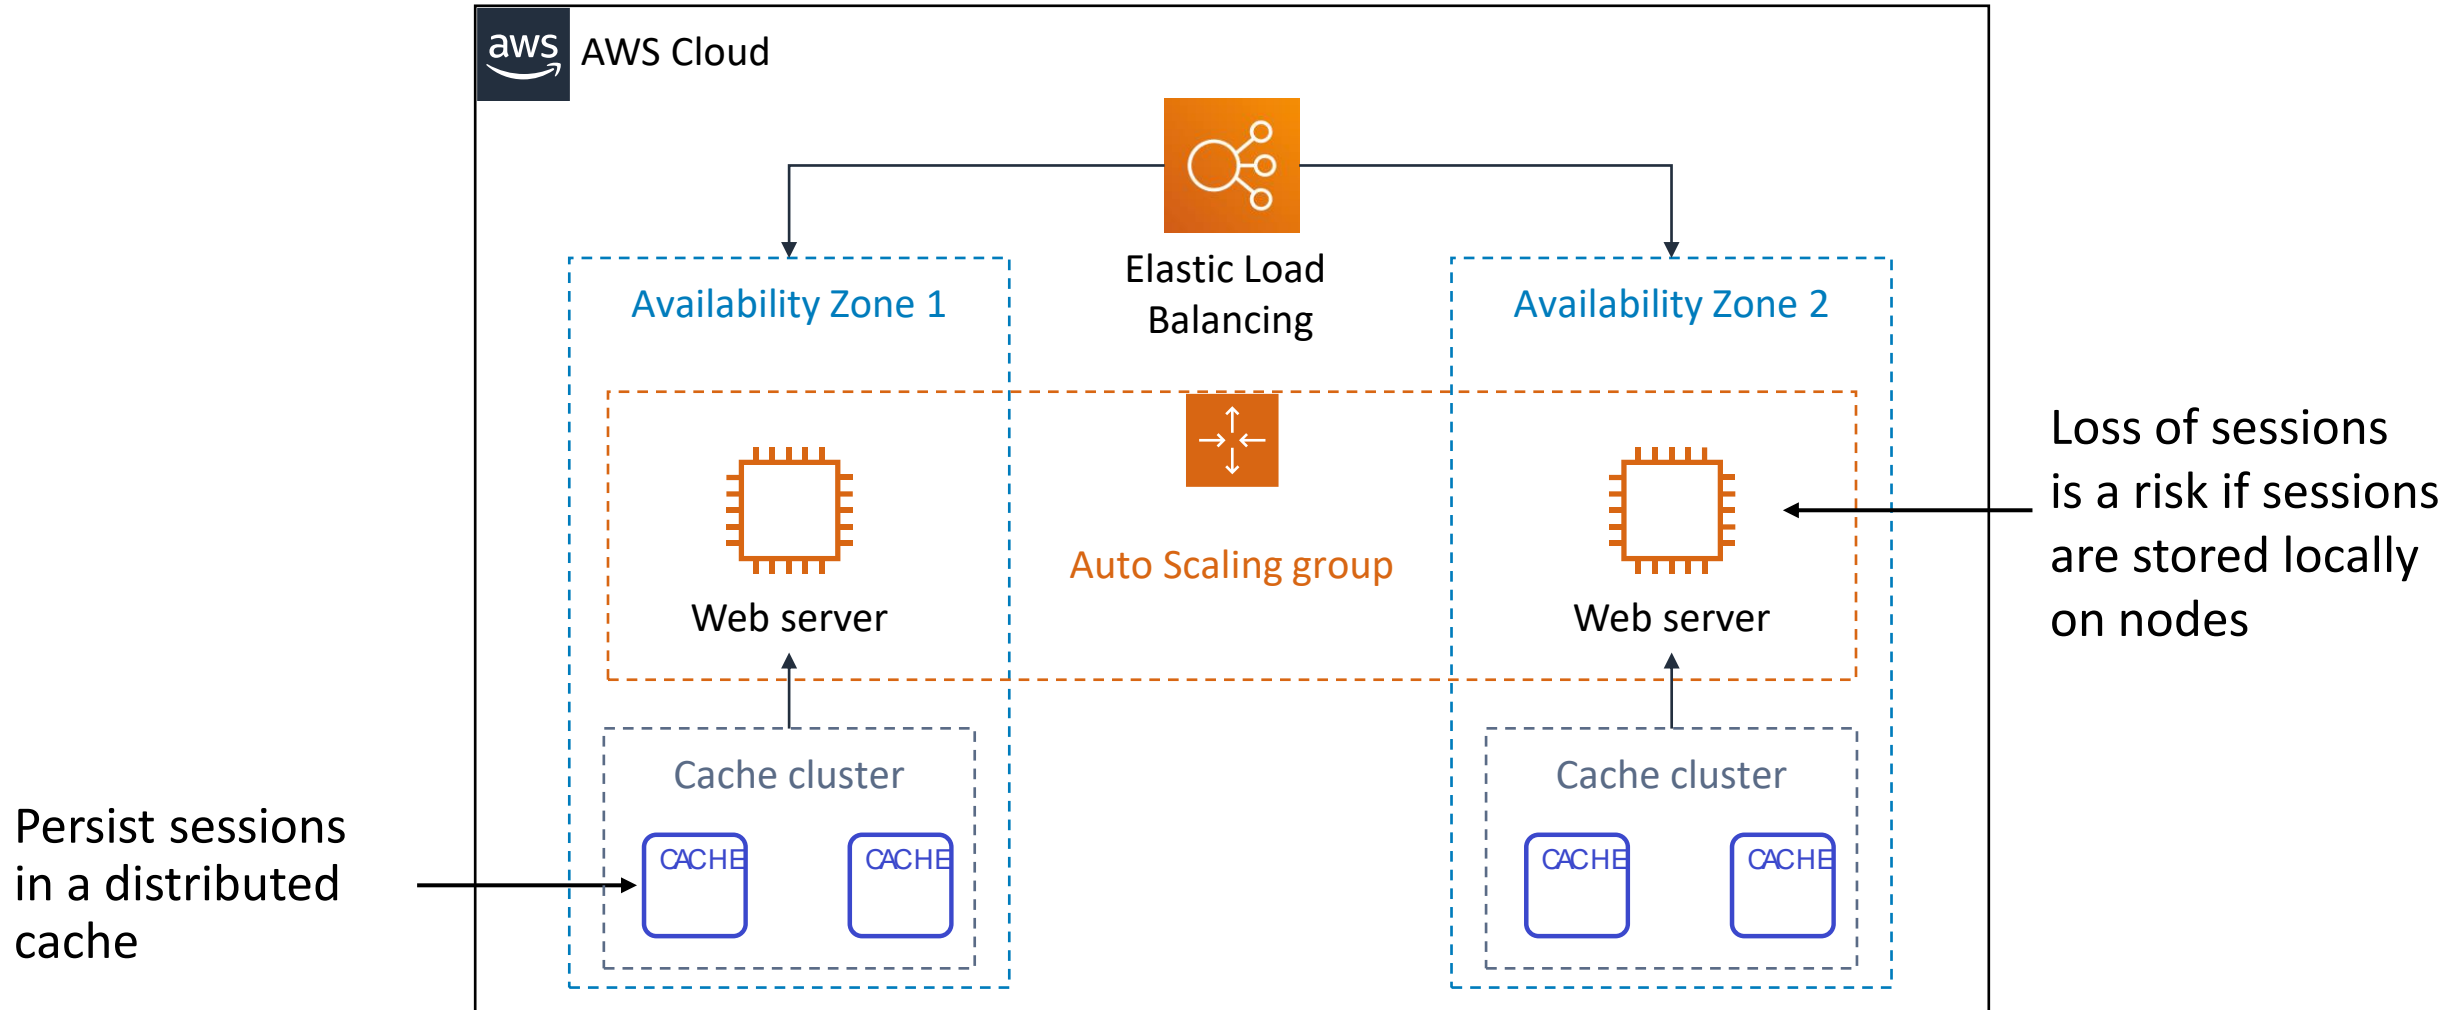 aws
AWS Cloud
Elastic Load
Balancing
Availability Zone 1
Availability Zone 2
Auto Scaling group
Web server
Web server
Loss of sessions
is a risk if sessions
are stored locally
on nodes
Cache cluster
Cache cluster
Persist sessions
in a distributed
cache
CACHE
CACHE
CACHE
CACHE